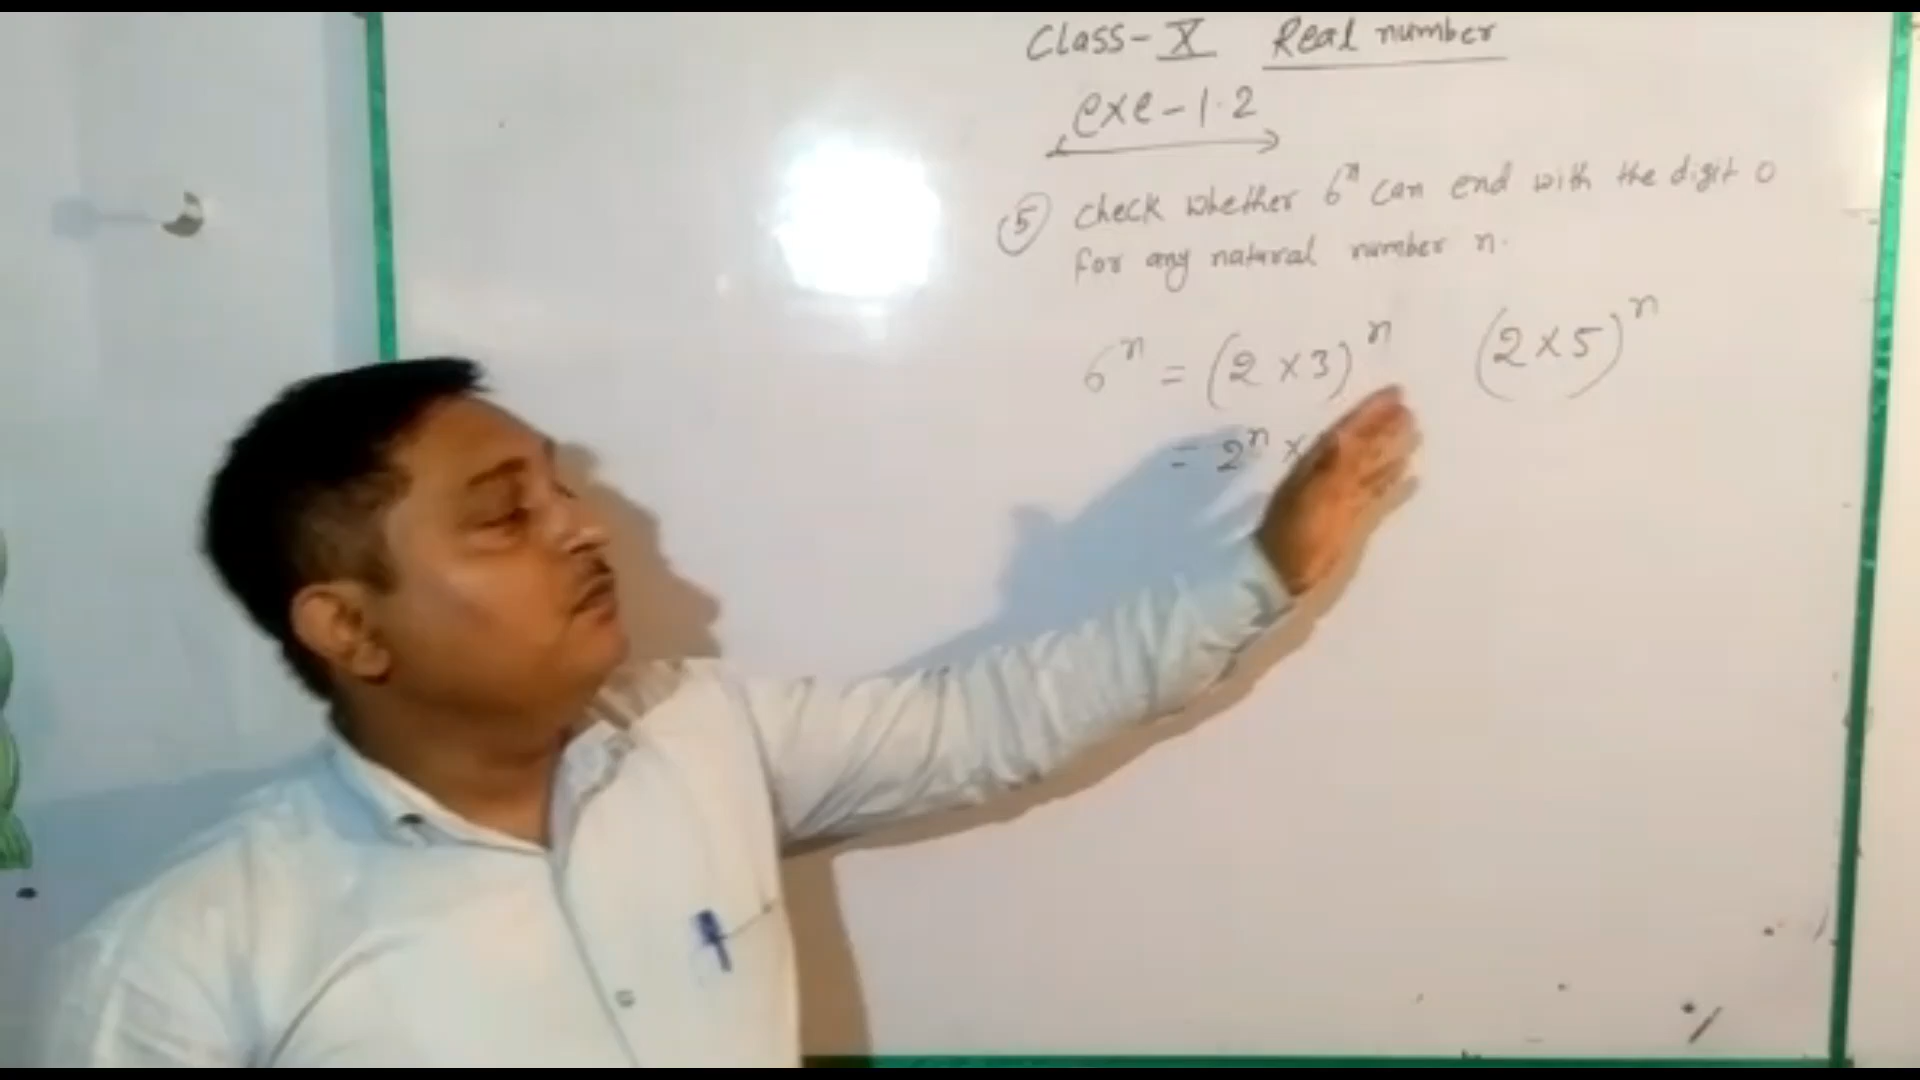 Class - X Real number
exe - 1.2
(5) Check whether 6ⁿ can end with the digit 0
for any natural number n.
6ⁿ = (2 × 3)ⁿ (2 × 5)ⁿ
= 2ⁿ ×